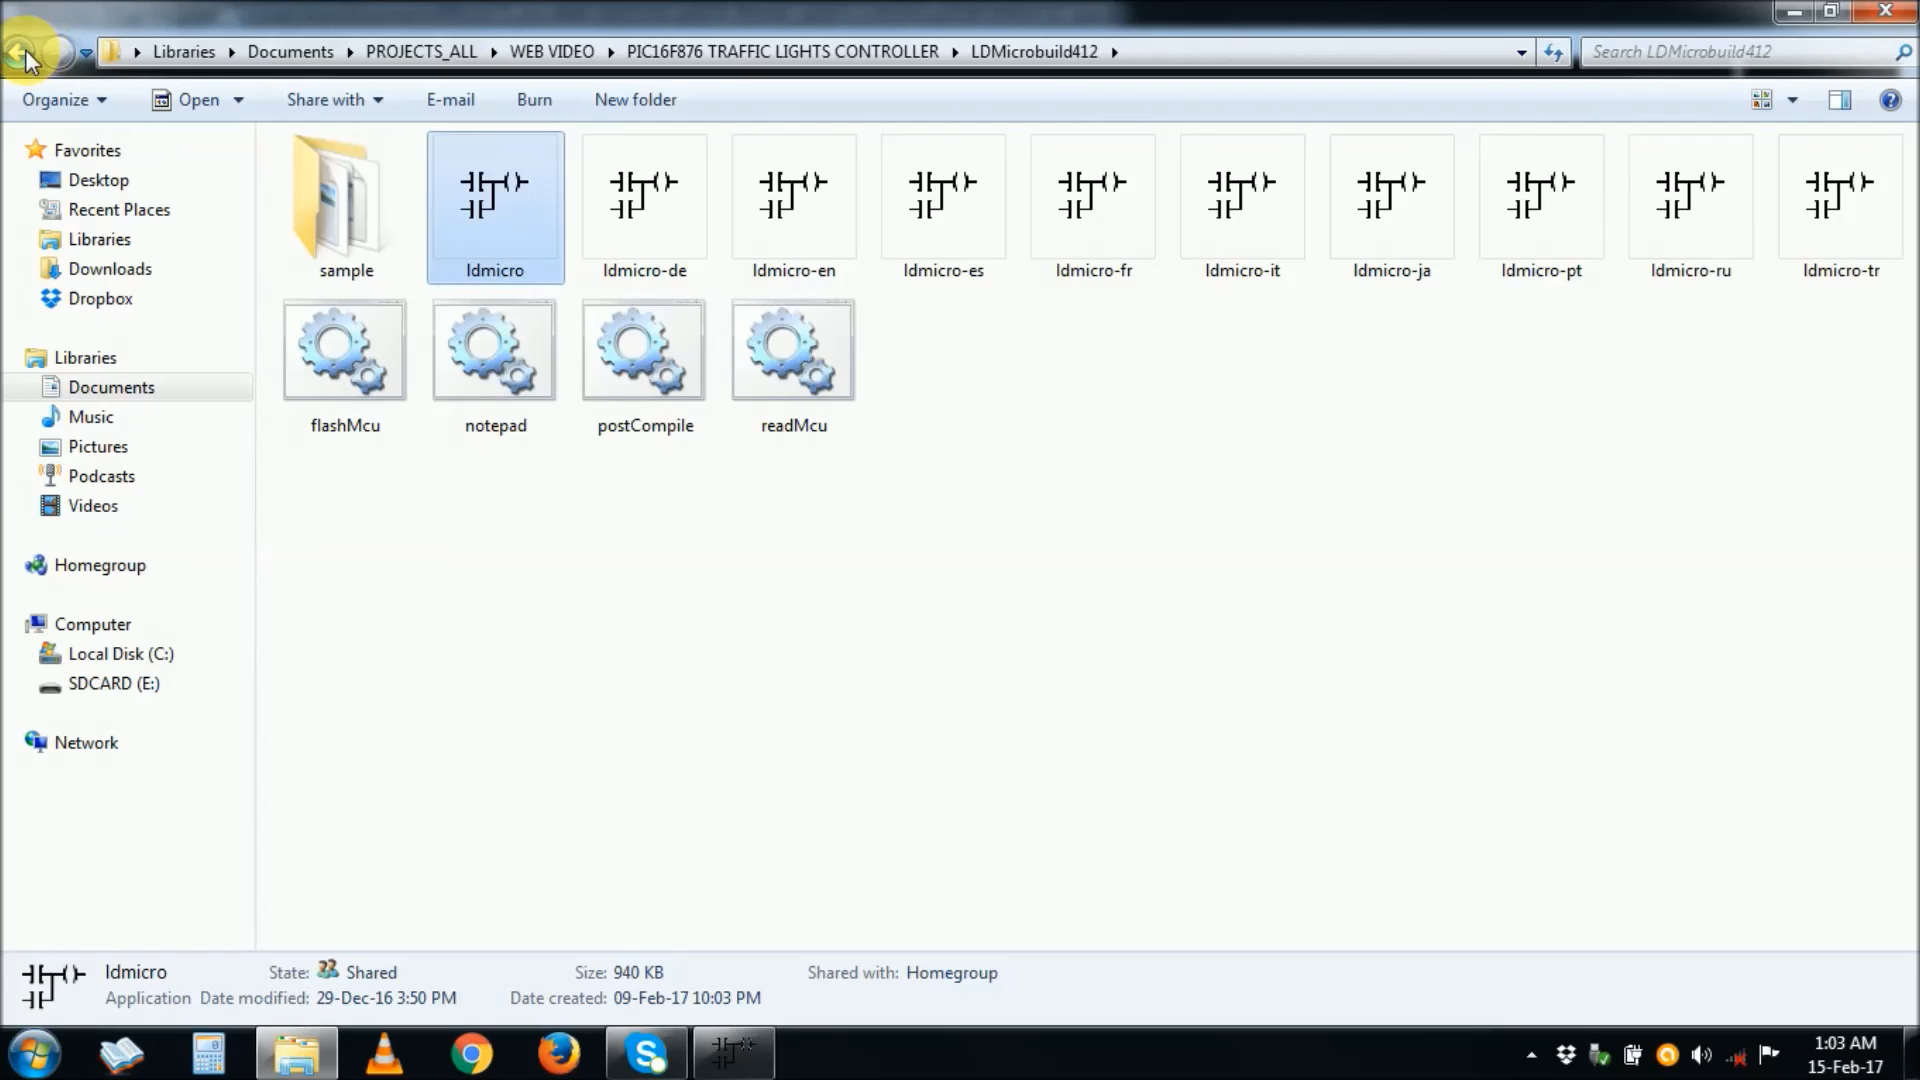 Libraries Documents PROJECTS_ALL WEB VIDEO PIC16F876 TRAFFIC LIGHTS CONTROLLER LDMicrobuild412 Search LDMicrobuild412
Organize Open Share with E-mail Burn New folder
Favorites
Desktop
Recent Places
Libraries
Downloads
Dropbox
Libraries
Documents
Music
Pictures
Podcasts
Videos
Homegroup
Computer
Local Disk (C:)
SDCARD (E:)
Network
sample ldmicro ldmicro-de ldmicro-en ldmicro-es ldmicro-fr ldmicro-it ldmicro-ja ldmicro-pt ldmicro-ru ldmicro-tr
flashMcu notepad postCompile readMcu
ldmicro State: Shared Size: 940 KB Shared with: Homegroup
Application Date modified: 29-Dec-16 3:50 PM Date created: 09-Feb-17 10:03 PM
1:03 AM
15-Feb-17